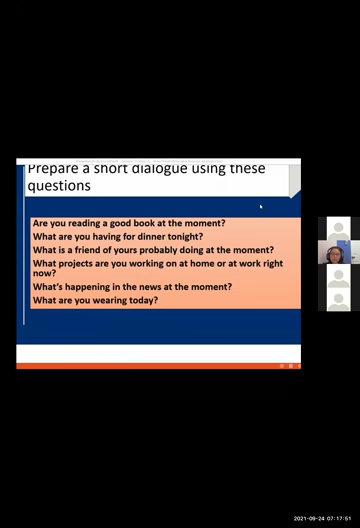 Prepare a short dialogue using these
questions
Are you reading a good book at the moment?
What are you having for dinner tonight?
What is a friend of yours probably doing at the moment?
What projects are you working on at home or at work right
now?
What's happening in the news at the moment?
What are you wearing today?
2021-09-24 07:17:51